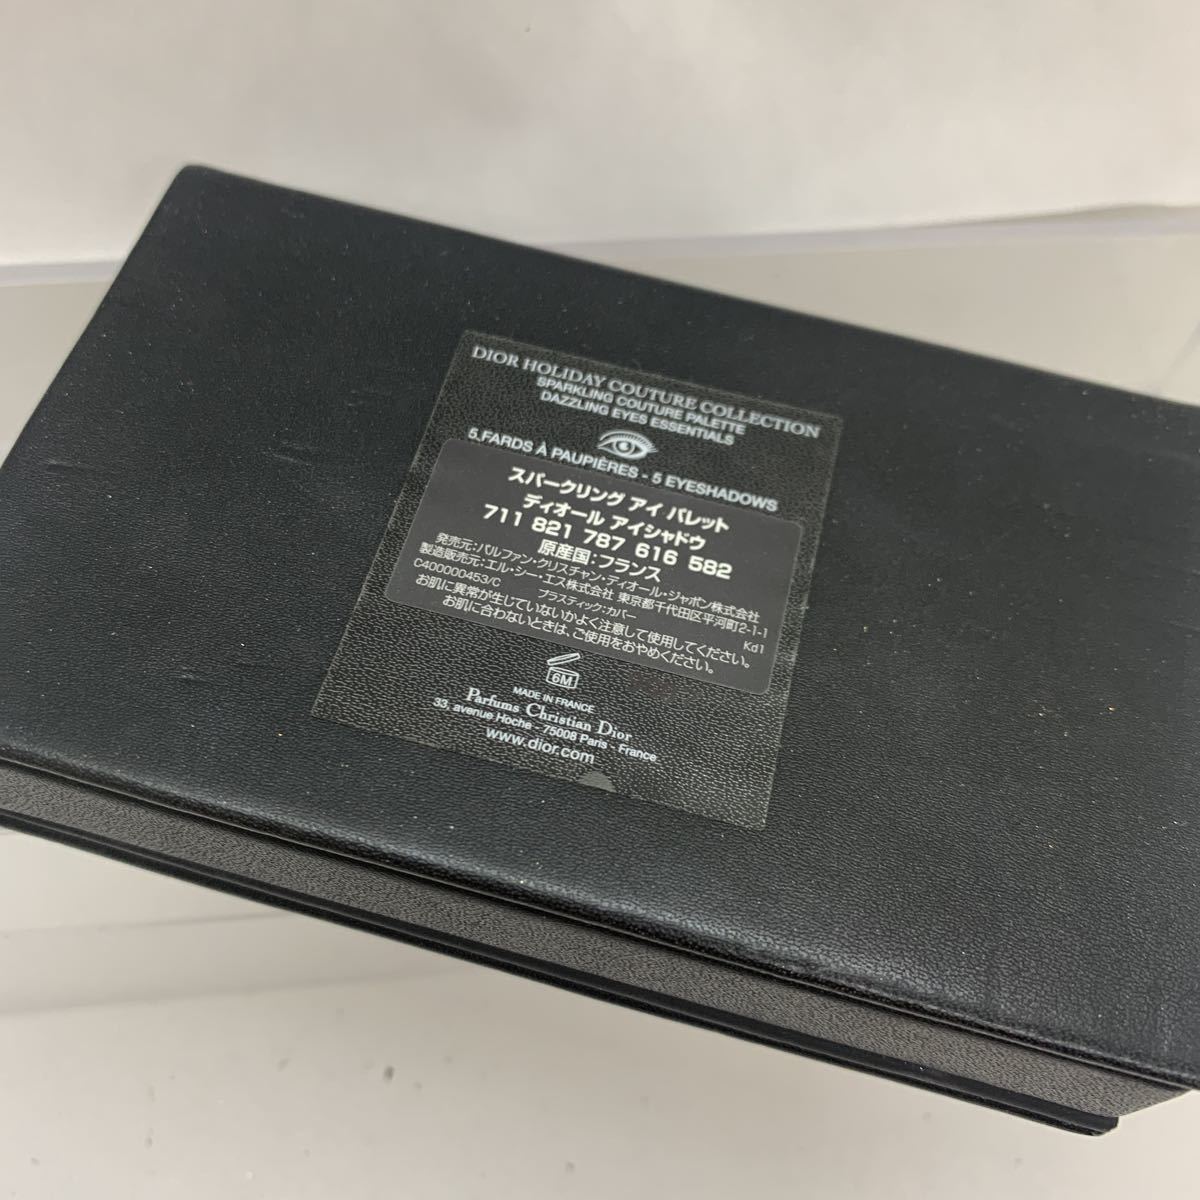 DIOR HOLIDAY COUTURE COLLECTION
SPARKLING COUTURE PALETTE
DAZZLING EYES ESSENTIALS
5.FARDS À PAUPIÈRES - 5 EYESHADOWS
スパークリング アイ パレット
ディオール アイシャドウ
711 821 787 616 582
原産国:フランス
発売元:パルファン・クリスチャン・ディオール・ジャポン株式会社
製造販売元:エル・シー・エス株式会社 東京都千代田区平河町2-1-1
C400000453/C プラスティック:カバー Kd1
お肌に異常が生じていないかよく注意して使用してください。
お肌に合わないときは、ご使用をおやめください。
6M
MADE IN FRANCE
Parfums Christian Dior
33, avenue Hoche - 75008 Paris - France
www.dior.com